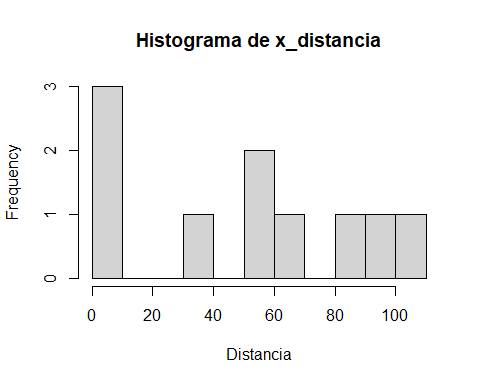 Histograma de x_distancia
Frequency
3
2
1
0
0 20 40 60 80 100
Distancia